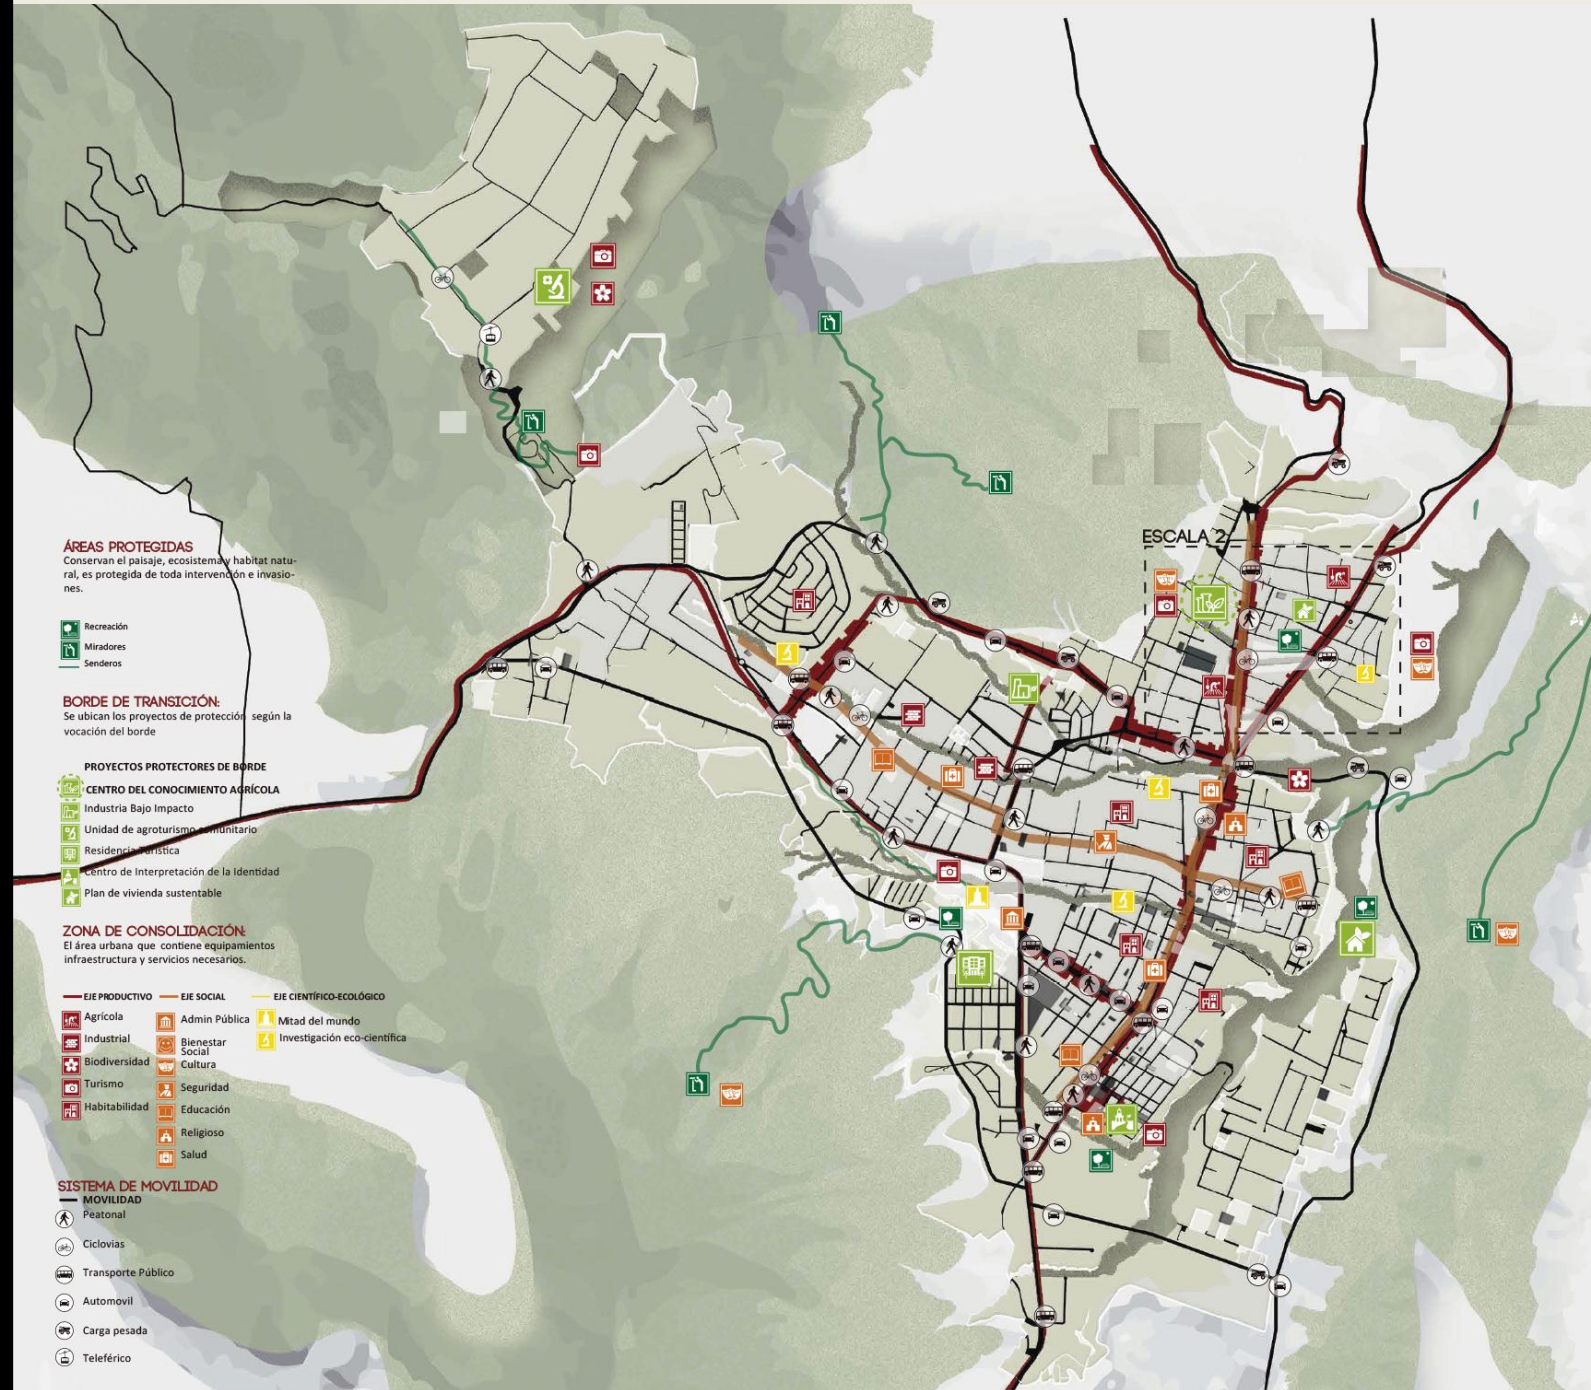 ESCALA 2
ÁREAS PROTEGIDAS
Conservan el paisaje, ecosistema y habitat natu-
ral, es protegida de toda intervención e invasio-
nes.
Recreación
Miradores
Senderos
BORDE DE TRANSICIÓN:
Se ubican los proyectos de protección según la
vocación del borde
PROYECTOS PROTECTORES DE BORDE
CENTRO DEL CONOCIMIENTO AGRÍCOLA
Industria Bajo Impacto
Unidad de agroturismo comunitario
Residencia Turística
Centro de Interpretación de la Identidad
Plan de vivienda sustentable
ZONA DE CONSOLIDACIÓN:
El área urbana que contiene equipamientos
infraestructura y servicios necesarios.
EJE PRODUCTIVO
Agrícola
Industrial
Biodiversidad
Turismo
Habitabilidad
EJE SOCIAL
Admin Pública
Bienestar
Social
Cultura
Seguridad
Educación
Religioso
Salud
EJE CIENTÍFICO-ECOLÓGICO
Mitad del mundo
Investigación eco-científica
SISTEMA DE MOVILIDAD
MOVILIDAD
Peatonal
Ciclovias
Transporte Público
Automovil
Carga pesada
Teleférico